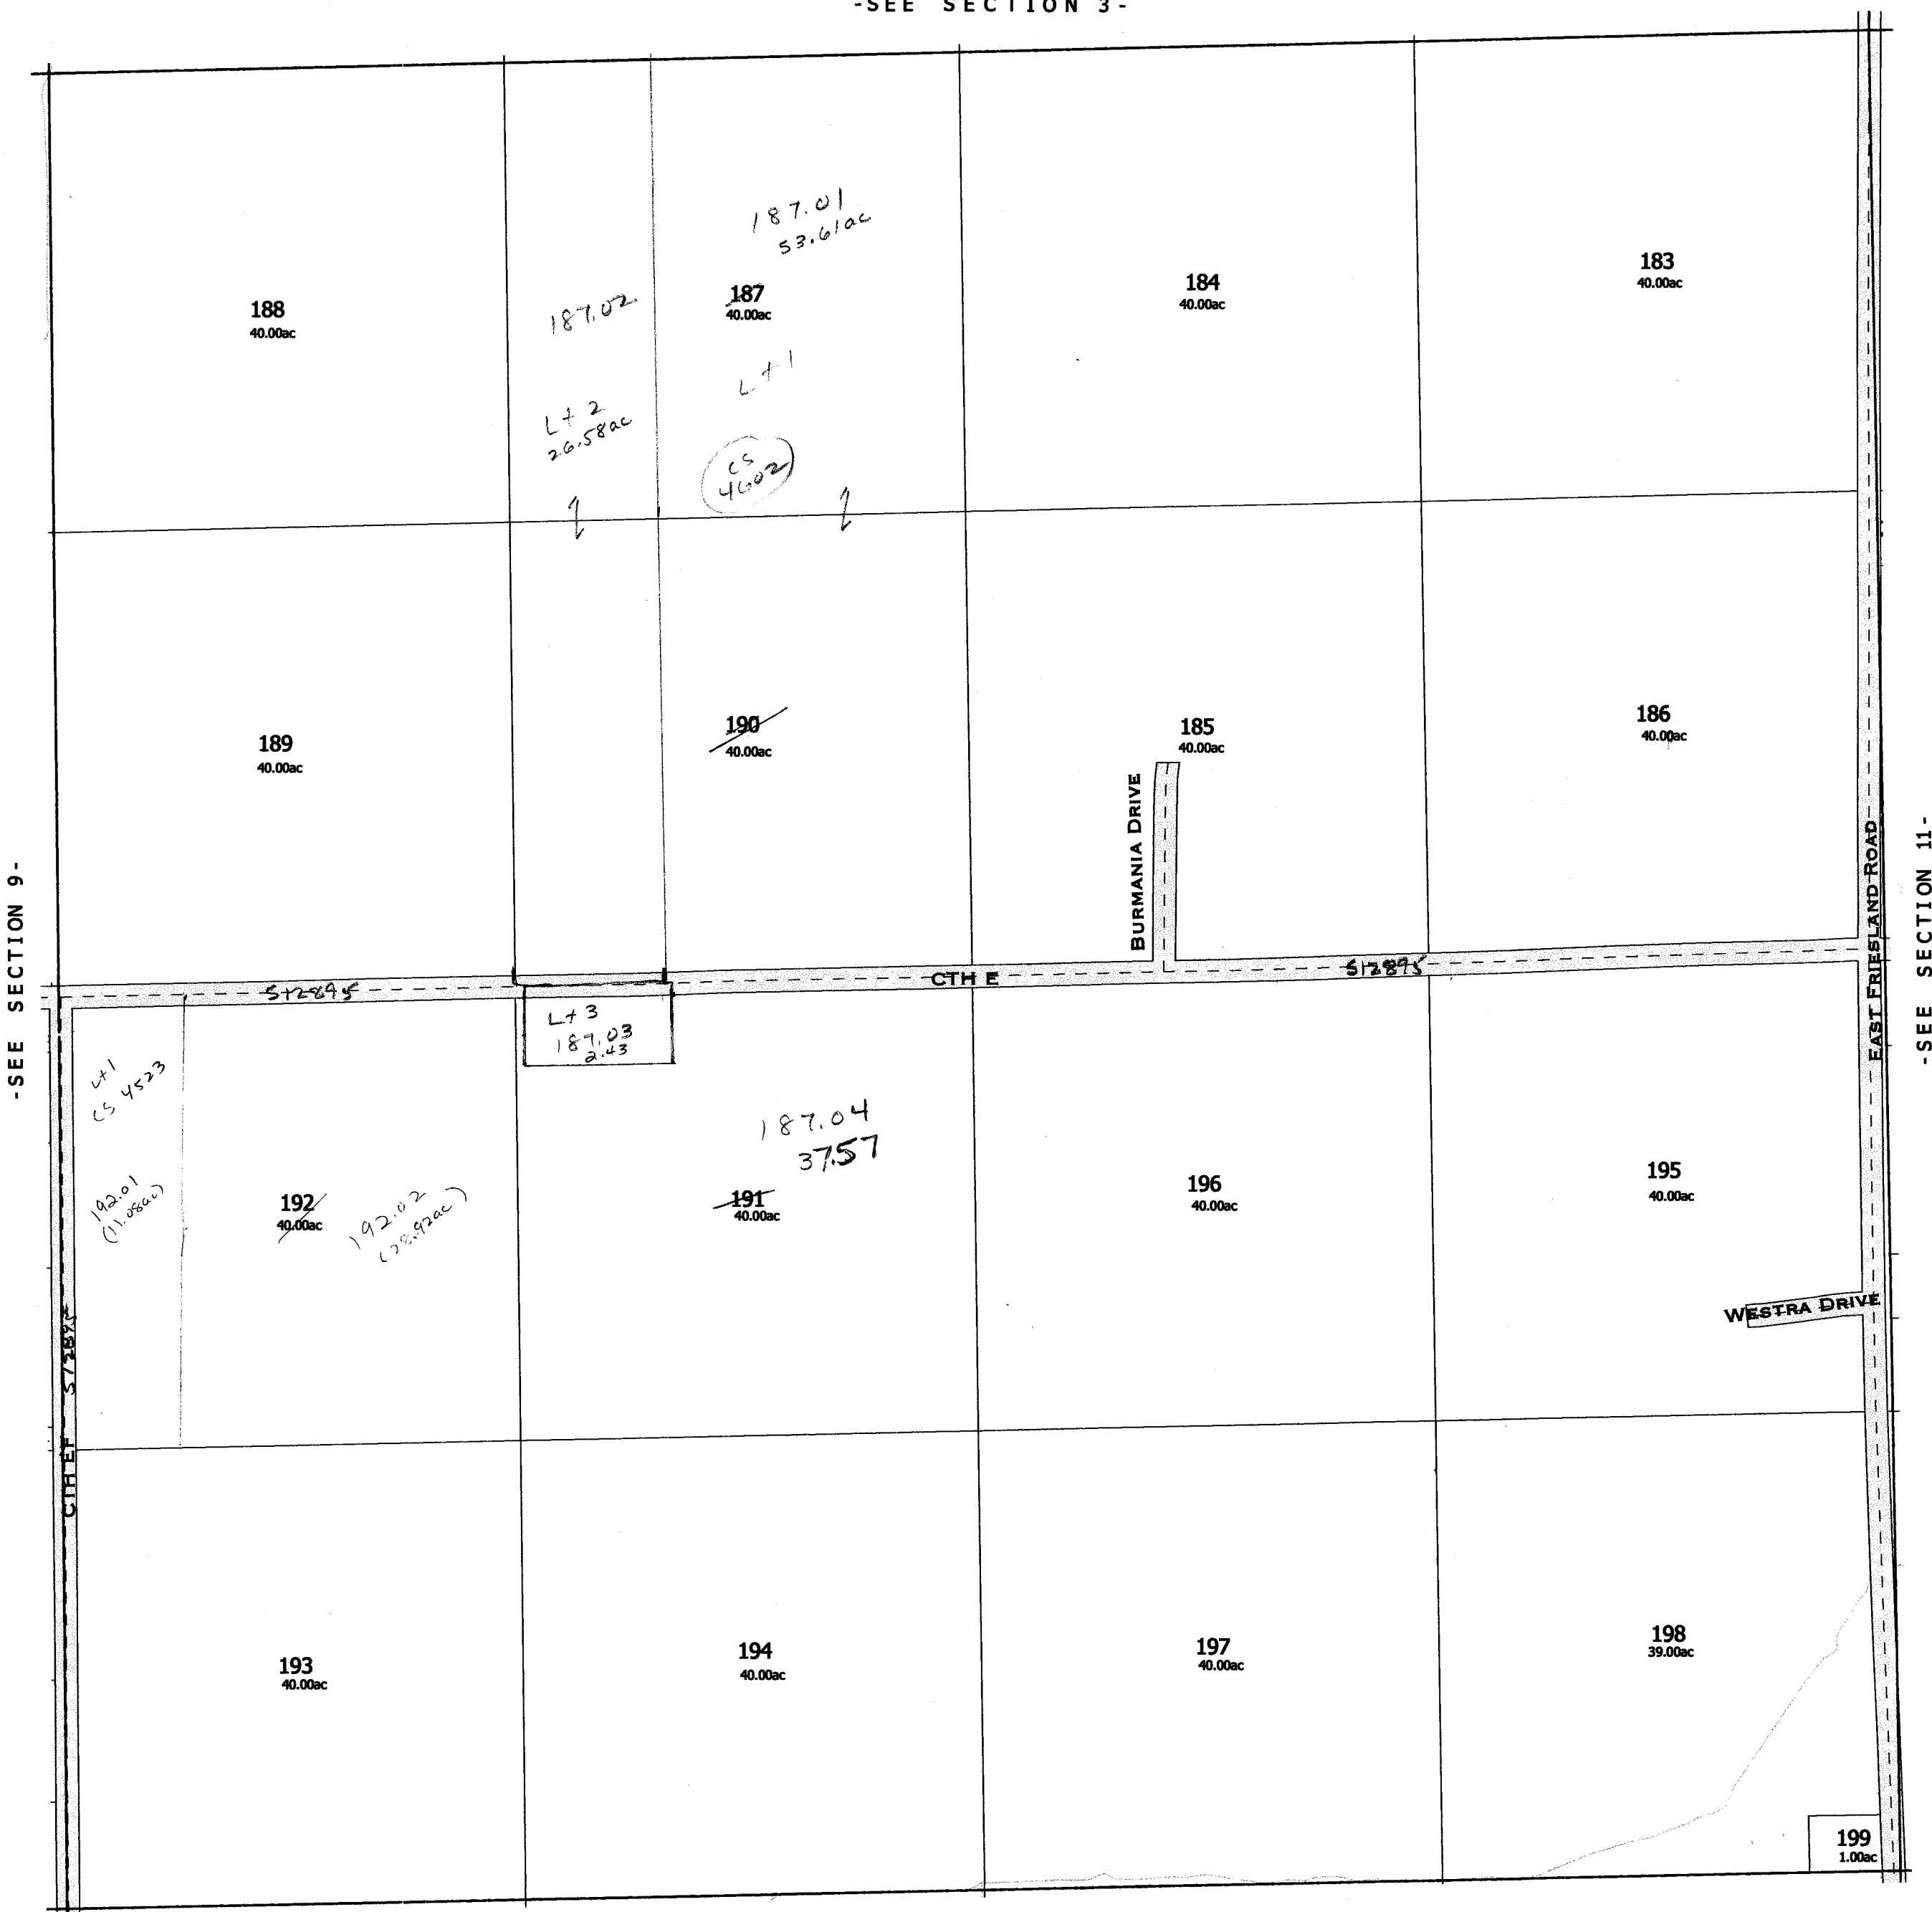 -SEE SECTION 3-
187.01
53.61ac
188
40.00ac
187.02
187
40.00ac
184
40.00ac
183
40.00ac
Lt 1
Lt 2
26.58ac
CS
4602
189
40.00ac
190
40.00ac
185
40.00ac
186
40.00ac
BURMANIA DRIVE
EAST FRIESLAND ROAD
-SEE SECTION 9-
-SEE SECTION 11-
512895
CTH E
512895
Lt 3
187.03
2.43
Lt 1
CS 4523
187.04
37.57
192.01
(11.08ac)
192
40.00ac
192.02
(28.92ac)
191
40.00ac
196
40.00ac
195
40.00ac
WESTRA DRIVE
CTH EF 512895
193
40.00ac
194
40.00ac
197
40.00ac
198
39.00ac
199
1.00ac